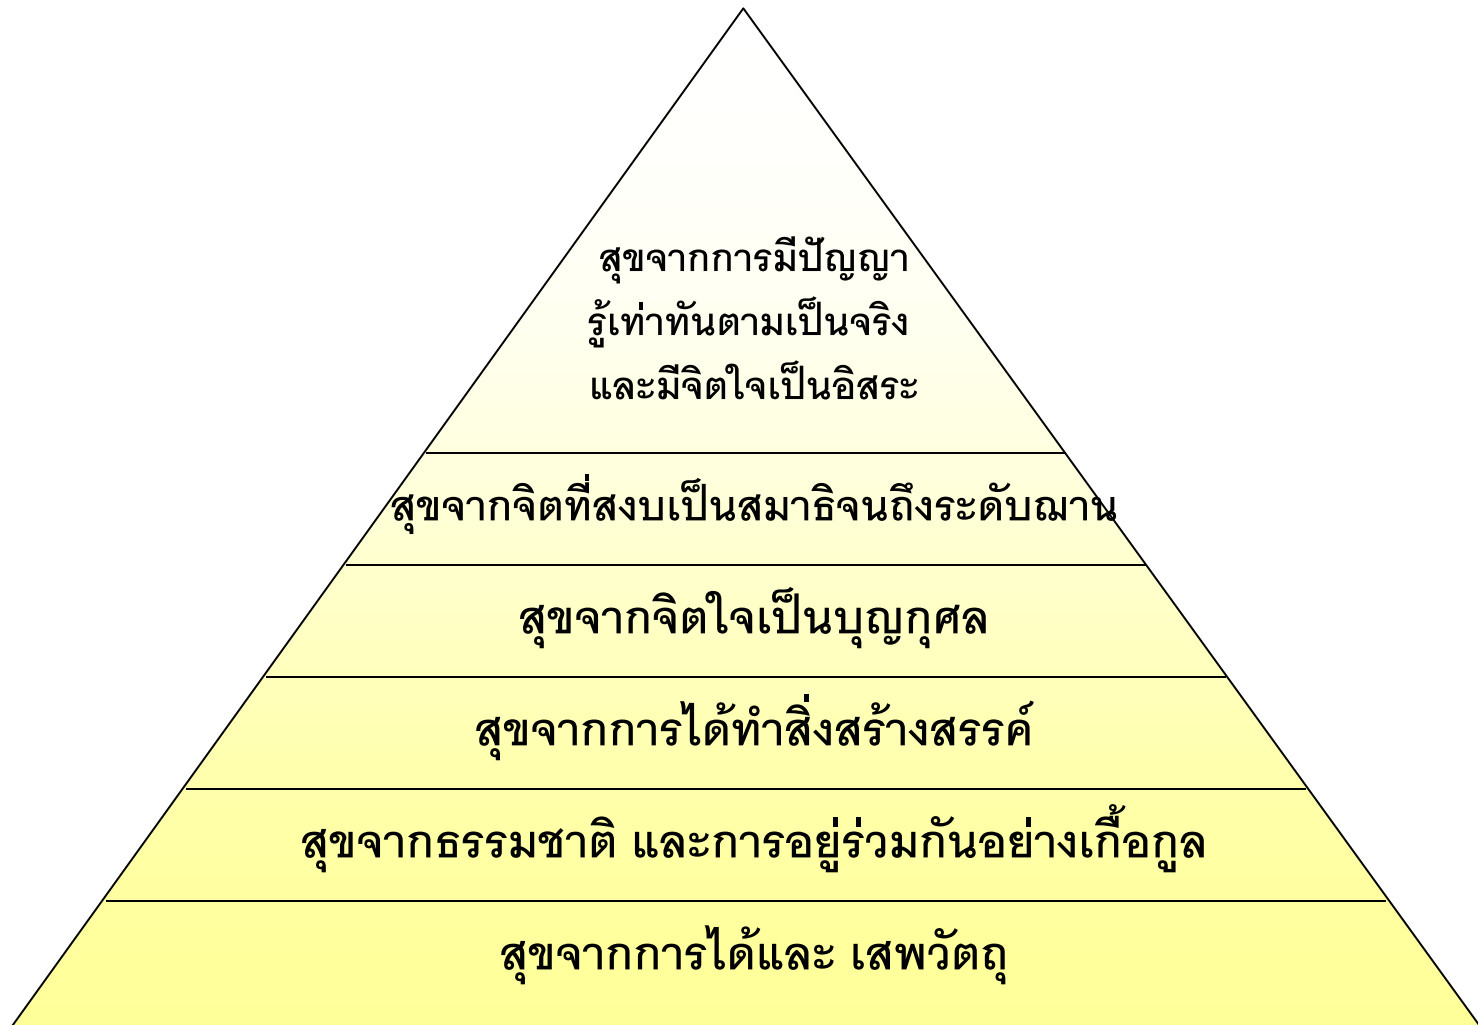 สุขจากการมีปัญญา
รู้เท่าทันตามเป็นจริง
และมีจิตใจเป็นอิสระ
สุขจากจิตที่สงบเป็นสมาธิจนถึงระดับฌาน
สุขจากจิตใจเป็นบุญกุศล
สุขจากการได้ทำสิ่งสร้างสรรค์
สุขจากธรรมชาติ และการอยู่ร่วมกันอย่างเกื้อกูล
สุขจากการได้และ เสพวัตถุ